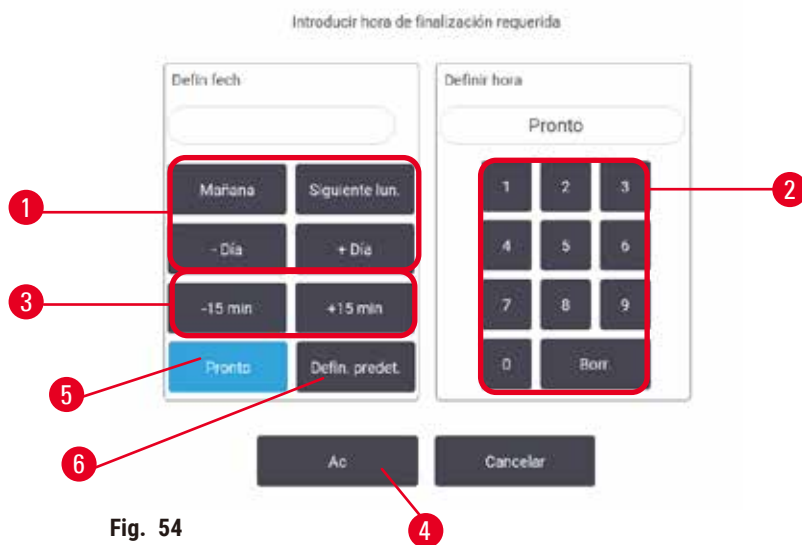 Introducir hora de finalización requerida
Defin fech
Definir hora
Pronto
Mañana
Siguiente lun.
- Día
+ Día
-15 min
+15 min
Pronto
Defin. predet.
1
2
3
4
5
6
7
8
9
0
Borr.
Ac
Cancelar
1
2
3
5
6
4
Fig. 54